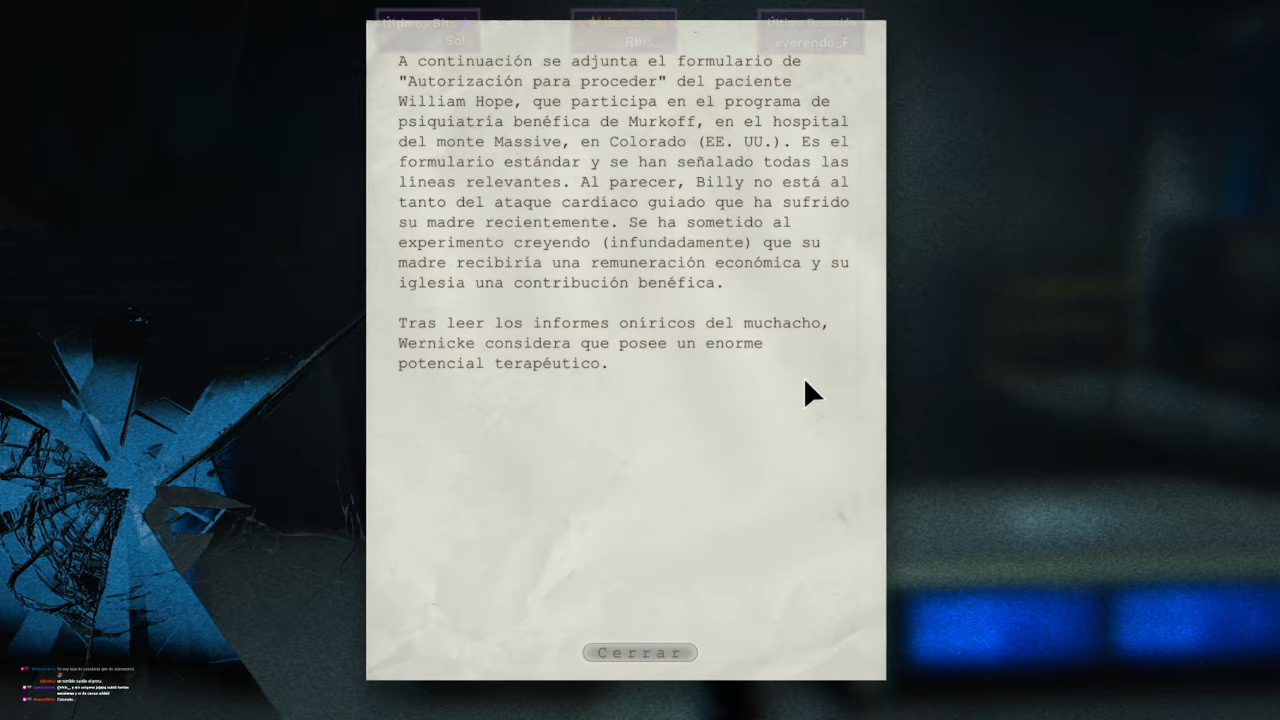 A continuación se adjunta el formulario de
"Autorización para proceder" del paciente
William Hope, que participa en el programa de
psiquiatría benéfica de Murkoff, en el hospital
del monte Massive, en Colorado (EE. UU.). Es el
formulario estándar y se han señalado todas las
líneas relevantes. Al parecer, Billy no está al
tanto del ataque cardíaco guiado que ha sufrido
su madre recientemente. Se ha sometido al
experimento creyendo (infundadamente) que su
madre recibiría una remuneración económica y su
iglesia una contribución benéfica.
Tras leer los informes oníricos del muchacho,
Wernicke considera que posee un enorme
potencial terapéutico.
Cerrar